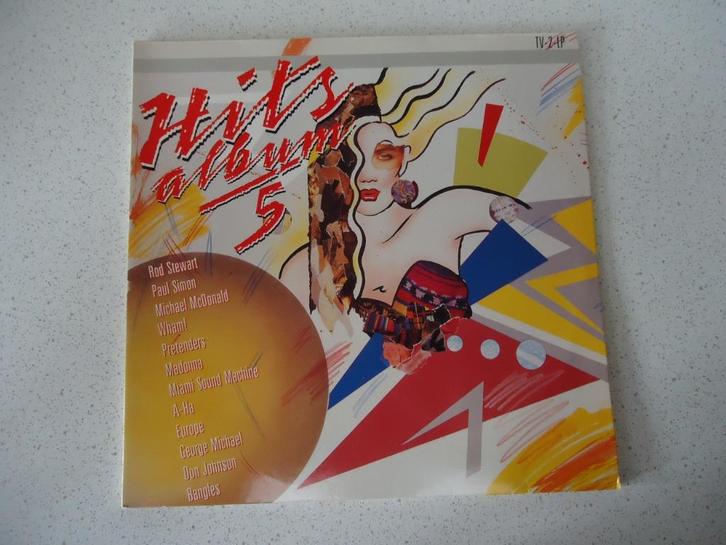 TV-2-LP
Hits
album
5
Rod Stewart
Paul Simon
Michael McDonald
Wham!
Pretenders
Madonna
Miami Sound Machine
A-Ha
Europe
George Michael
Don Johnson
Bangles